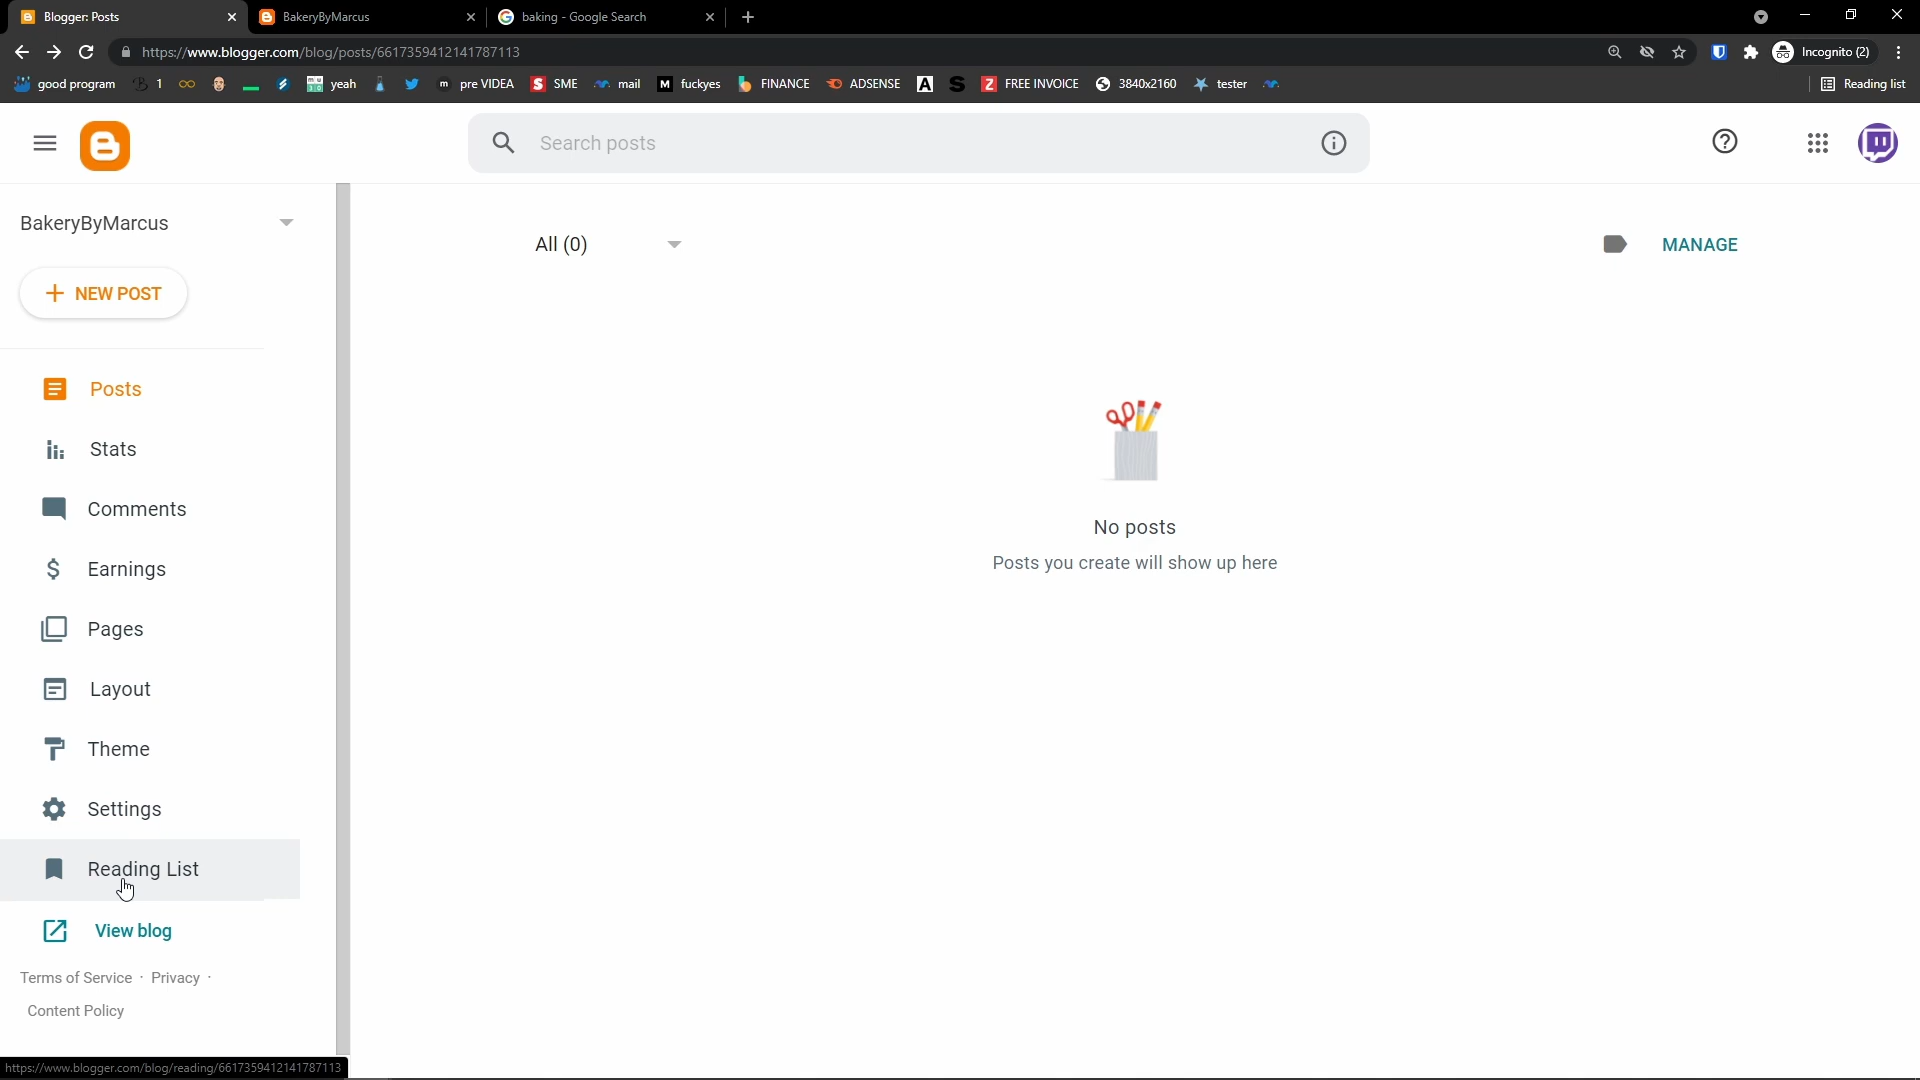 Blogger: Posts
BakeryByMarcus
baking - Google Search
https://www.blogger.com/blog/posts/6617359412141787113
Incognito (2)
good program
1
yeah
pre VIDEA
SME
mail
fuckyes
FINANCE
ADSENSE
FREE INVOICE
3840x2160
tester
Reading list
Search posts
BakeryByMarcus
All (0)
MANAGE
NEW POST
Posts
Stats
Comments
Earnings
Pages
Layout
Theme
Settings
Reading List
View blog
Terms of Service · Privacy ·
Content Policy
No posts
Posts you create will show up here
https://www.blogger.com/blog/reading/6617359412141787113